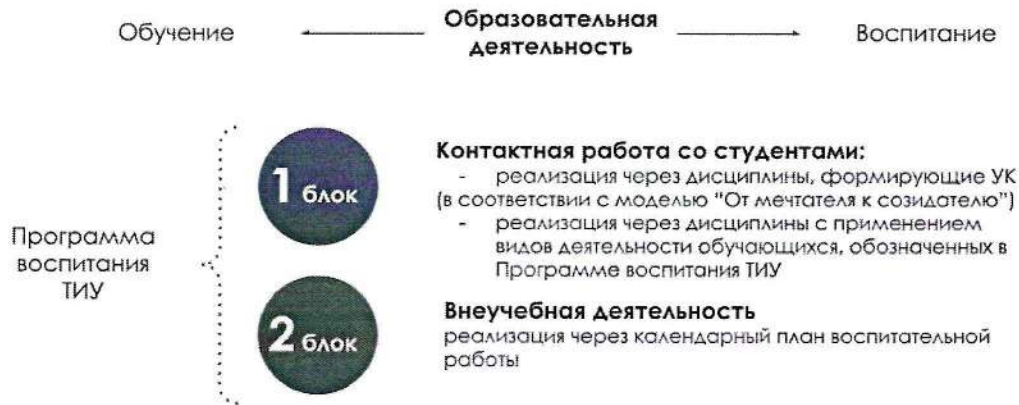 Образовательная
Обучение
деятельность
Воспитание
Контактная работа со студентами:
- реализация через дисциплины, формирующие УК
(в соответствии с моделью "От мечтателя к созидателю")
1 блок
- реализация через дисциплины с применением
видов деятельности обучающихся, обозначенных в
Программе воспитания ТИУ
Программа
воспитания
ТИУ
Внеучебная деятельность
2 блок
реализация через календарный план воспитательной
работы